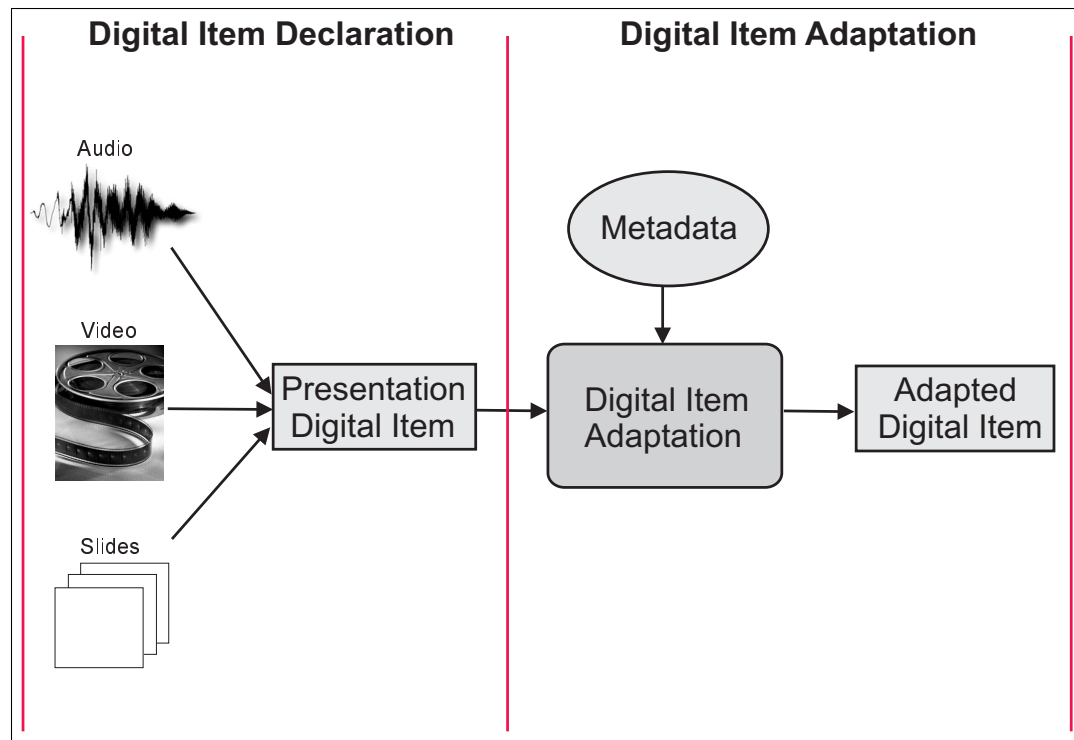 Digital Item Declaration
Digital Item Adaptation
Audio
Video
Slides
Presentation
Digital Item
Metadata
Digital Item
Adaptation
Adapted
Digital Item